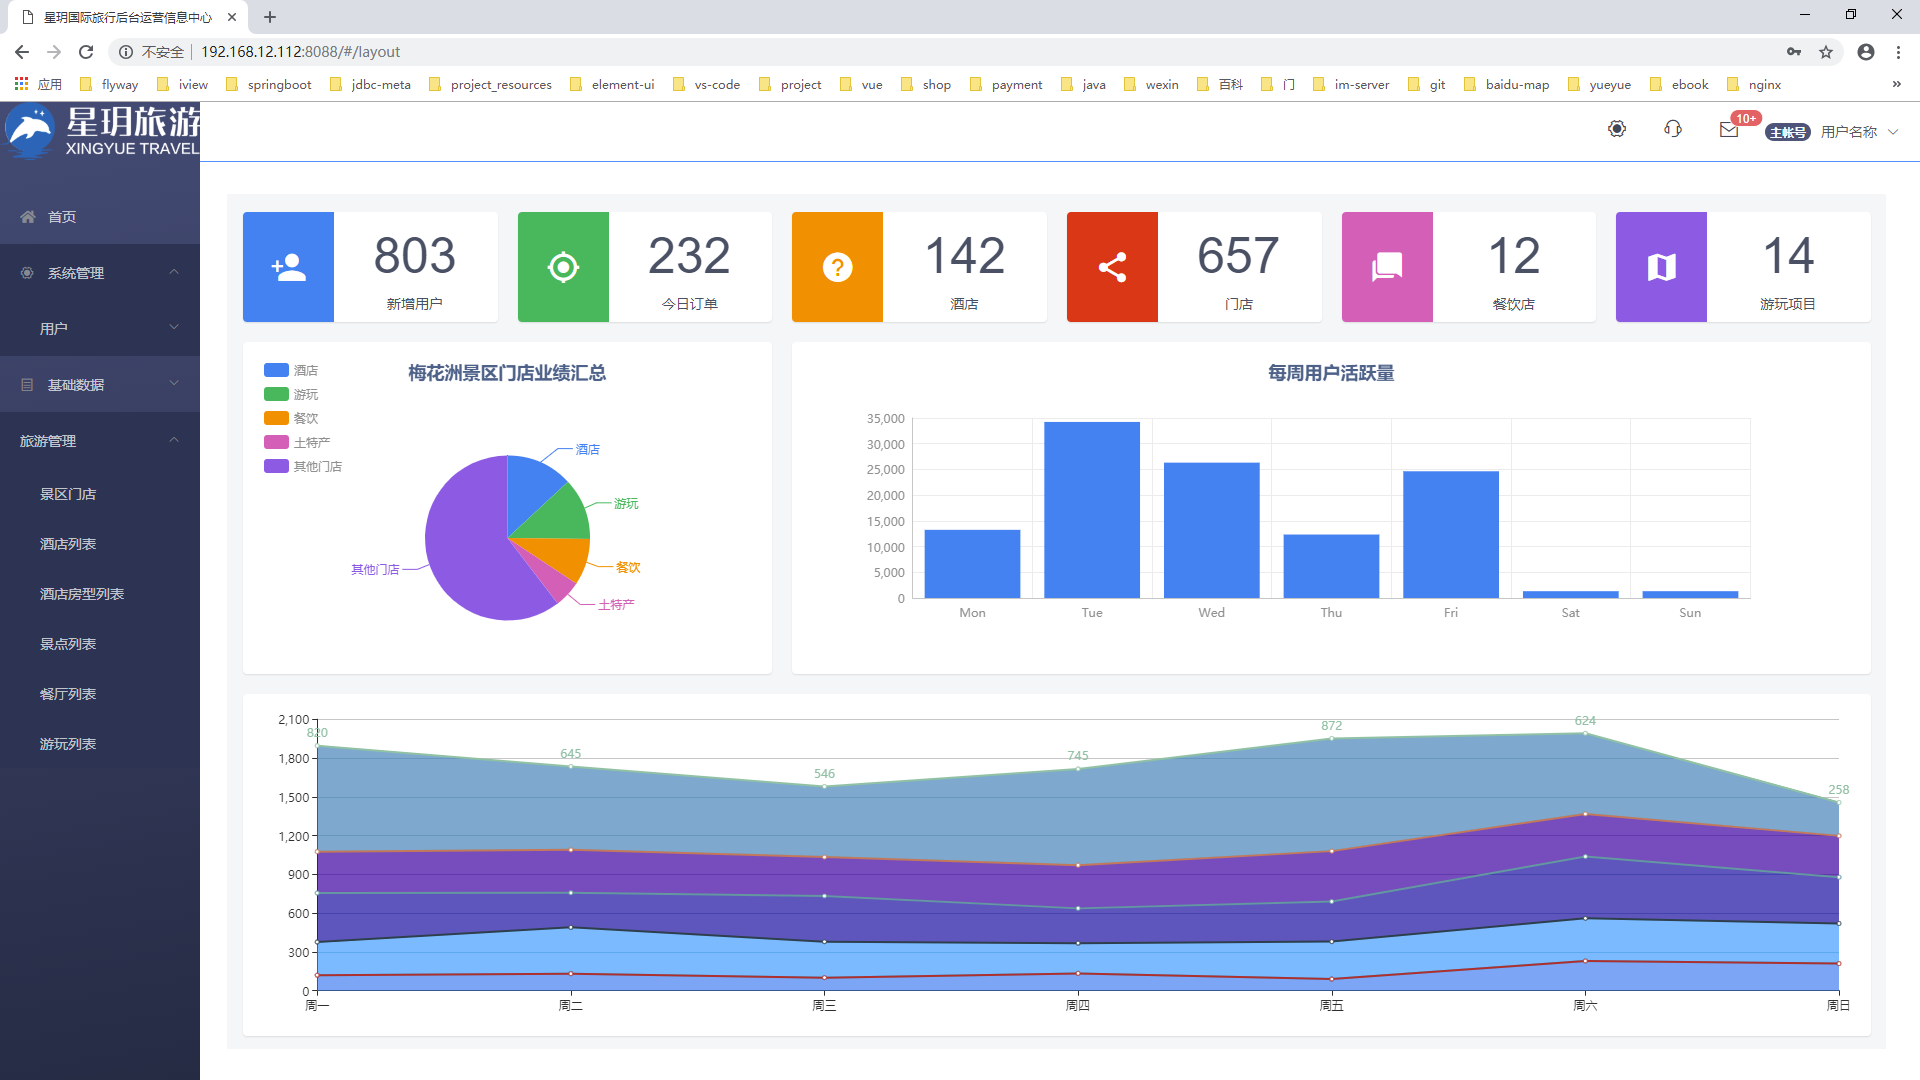 星玥国际旅行后台运营信息中心
不安全 192.168.12.112:8088/#/layout
应用 flyway iview springboot jdbc-meta project_resources element-ui vs-code project vue shop payment java wexin 百科 门 im-server git baidu-map yueyue ebook nginx
星玥旅游
XINGYUE TRAVEL
10+
主帐号 用户名称
首页
系统管理
用户
基础数据
旅游管理
景区门店
酒店列表
酒店房型列表
景点列表
餐厅列表
游玩列表
803
新增用户
232
今日订单
142
酒店
657
门店
12
餐饮店
14
游玩项目
梅花洲景区门店业绩汇总
酒店
游玩
餐饮
土特产
其他门店
酒店
游玩
餐饮
土特产
其他门店
每周用户活跃量
35,000
30,000
25,000
20,000
15,000
10,000
5,000
0
Mon Tue Wed Thu Fri Sat Sun
2,100
1,800
1,500
1,200
900
600
300
0
820 645 546 745 872 624 258
周一 周二 周三 周四 周五 周六 周日